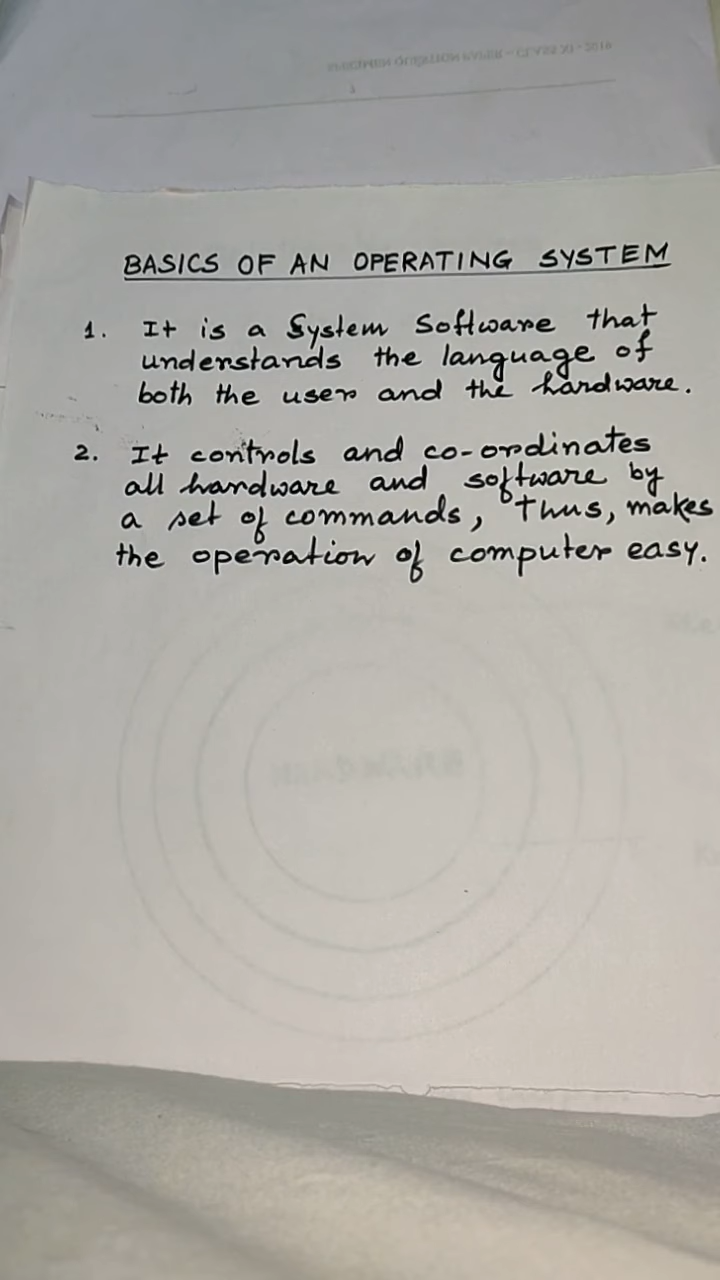 BASICS OF AN OPERATING SYSTEM
1. It is a System Software that
understands the language of
both the user and the hardware.
2. It controls and co-ordinates
all hardware and software by
a set of commands, Thus, makes
the operation of computer easy.